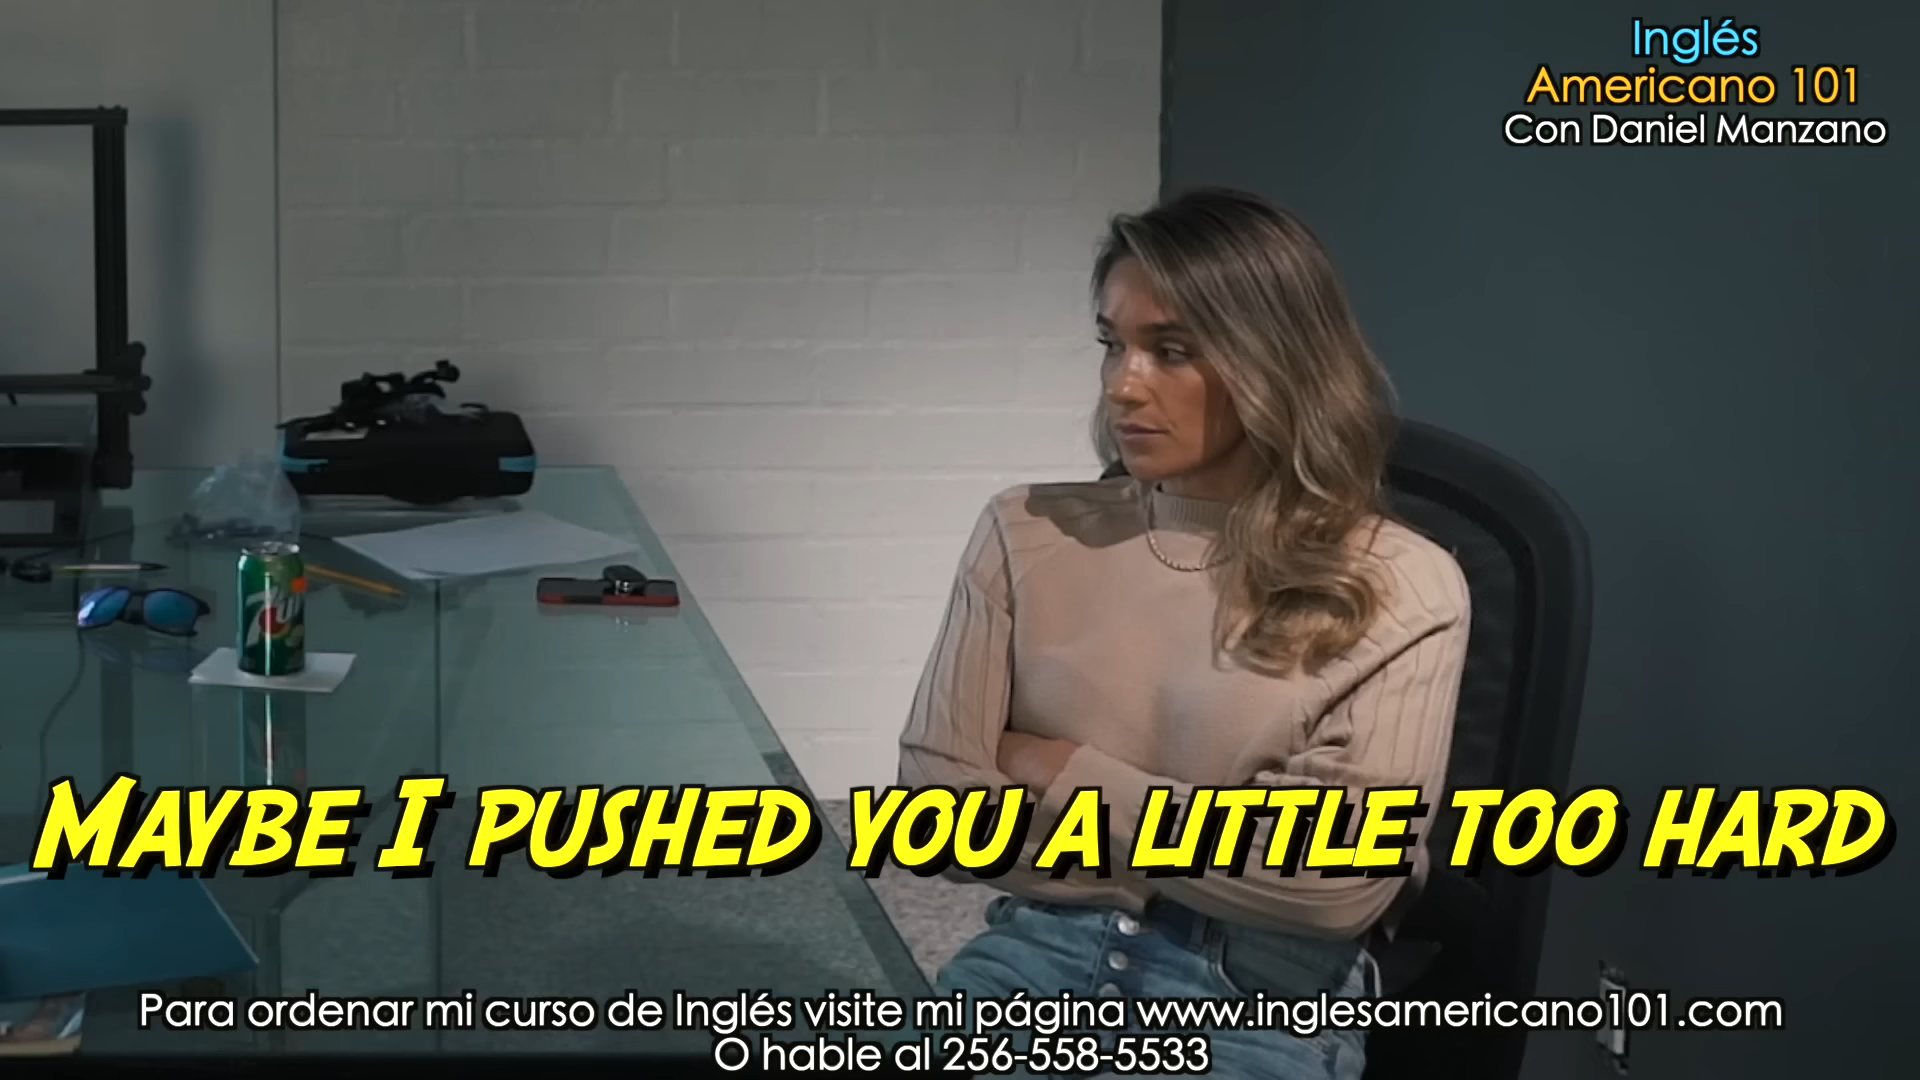 Inglés
Americano 101
Con Daniel Manzano
7up
MAYBE I PUSHED YOU A LITTLE TOO HARD
Para ordenar mi curso de Inglés visite mi página www.inglesamericano101.com
O hable al 256-558-5533